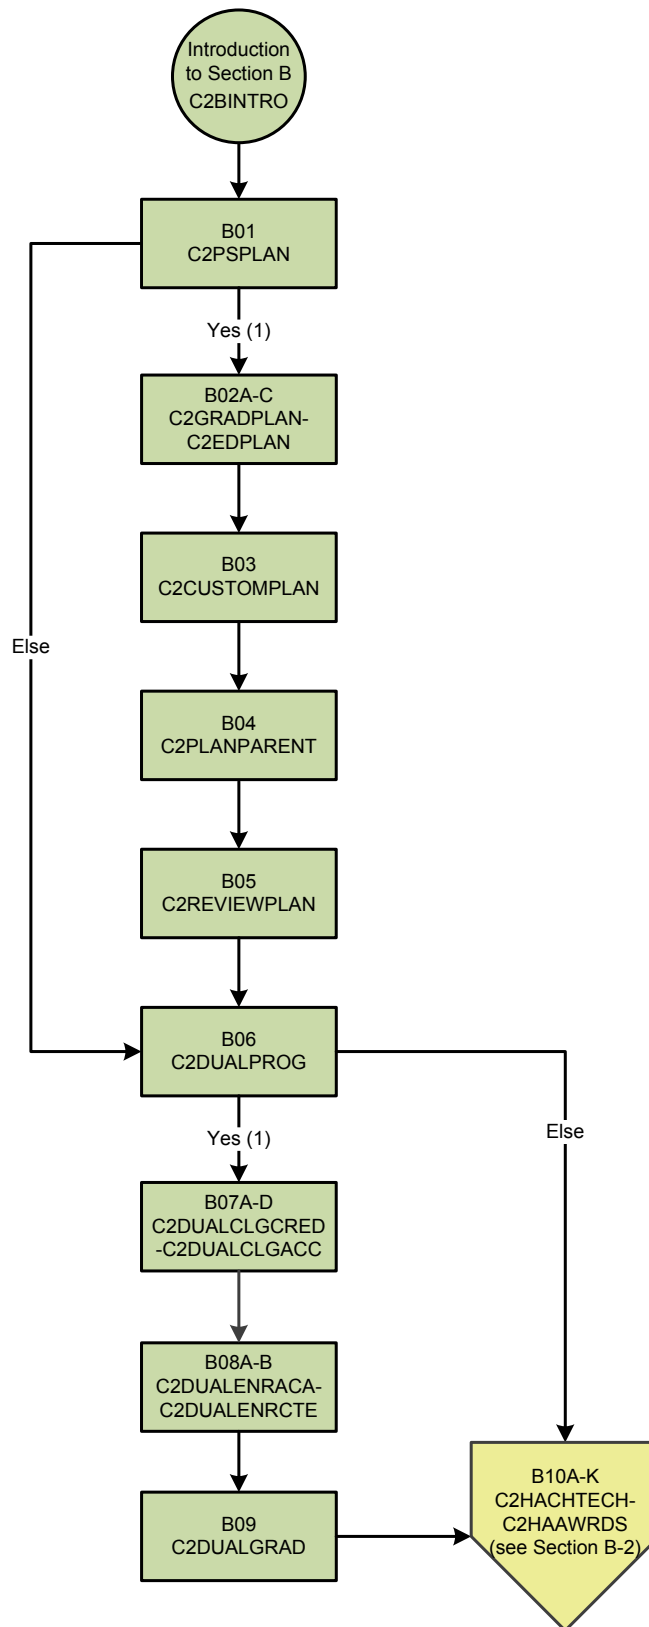 Introduction
to Section B
C2BINTRO
B01
C2PSPLAN
Yes (1)
B02A-C
C2GRADPLAN-
C2EDPLAN
B03
C2CUSTOMPLAN
Else
B04
C2PLANPARENT
B05
C2REVIEWPLAN
B06
C2DUALPROG
Yes (1)
Else
B07A-D
C2DUALCLGCRED
-C2DUALCLGACC
B08A-B
C2DUALENRACA-
C2DUALENRCTE
B09
C2DUALGRAD
B10A-K
C2HACHTECH-
C2HAAWRDS
(see Section B-2)